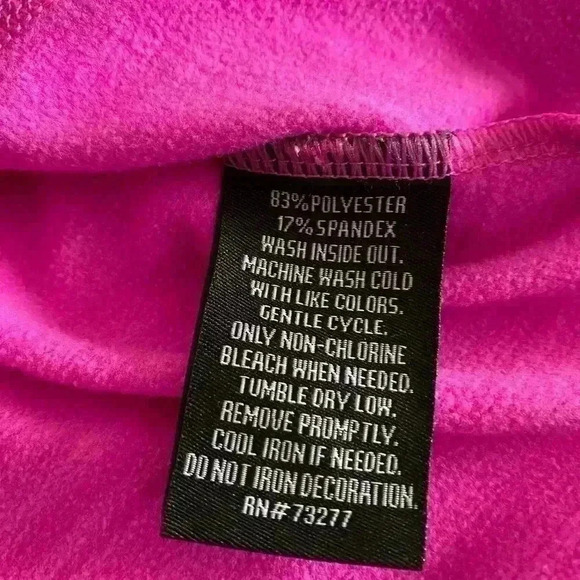 83%POLYESTER
17%SPANDEX
WASH INSIDE OUT.
MACHINE WASH COLD
WITH LIKE COLORS.
GENTLE CYCLE.
ONLY NON-CHLORINE
BLEACH WHEN NEEDED.
TUMBLE DRY LOW.
REMOVE PROMPTLY.
COOL IRON IF NEEDED.
DO NOT IRON DECORATION.
RN#73277